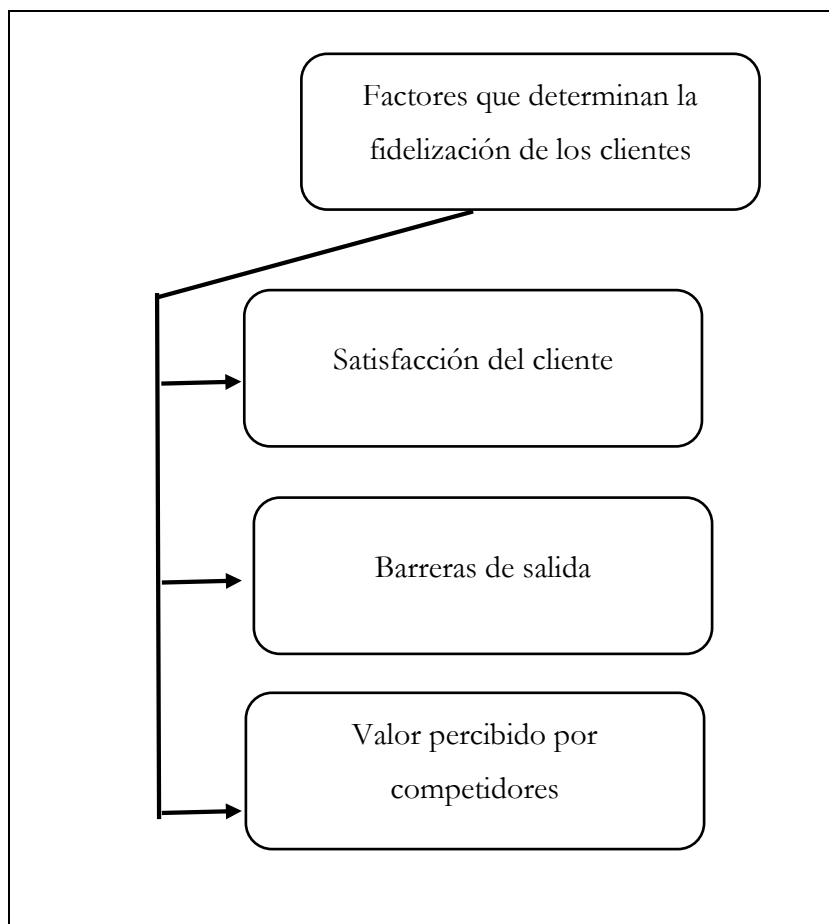 Factores que determinan la
fidelización de los clientes
Satisfacción del cliente
Barreras de salida
Valor percibido por
competidores